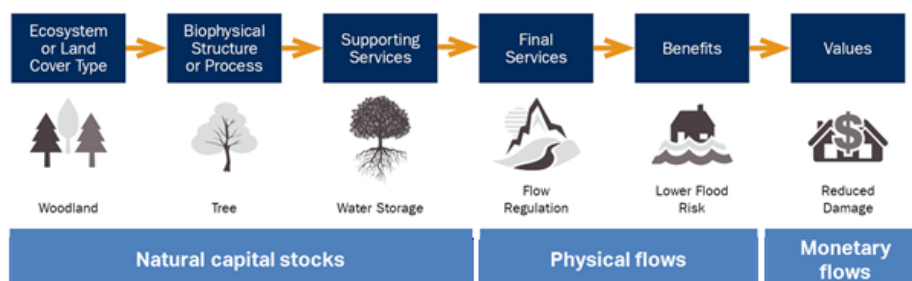 Ecosystem
or Land
Cover Type
Biophysical
Structure
or Process
Supporting
Services
Final
Services
Benefits
Values
Woodland
Tree
Water Storage
Flow
Regulation
Lower Flood
Risk
$
Reduced
Damage
Natural capital stocks
Physical flows
Monetary
flows